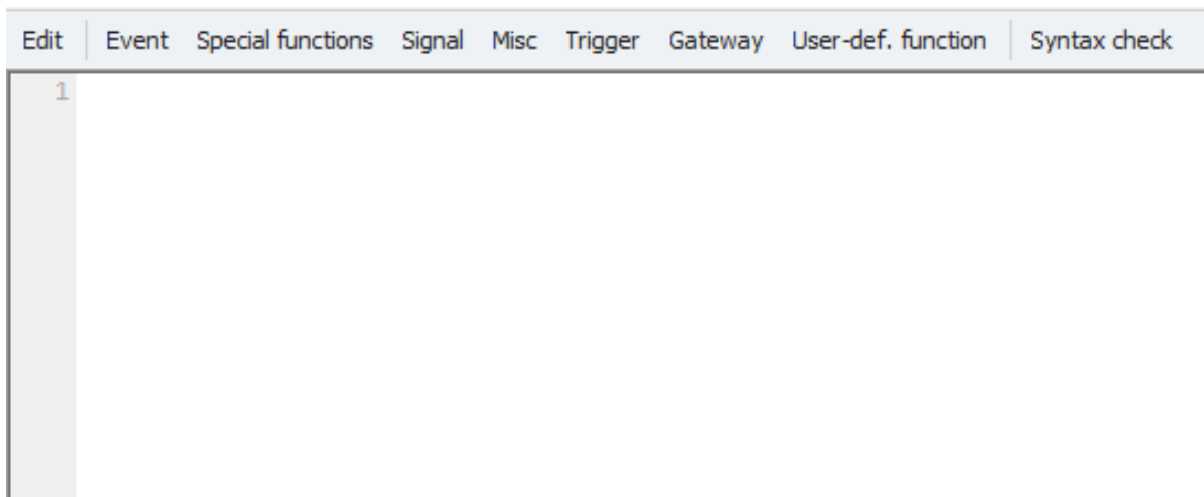 Edit Event Special functions Signal Misc Trigger Gateway User-def. function Syntax check
1